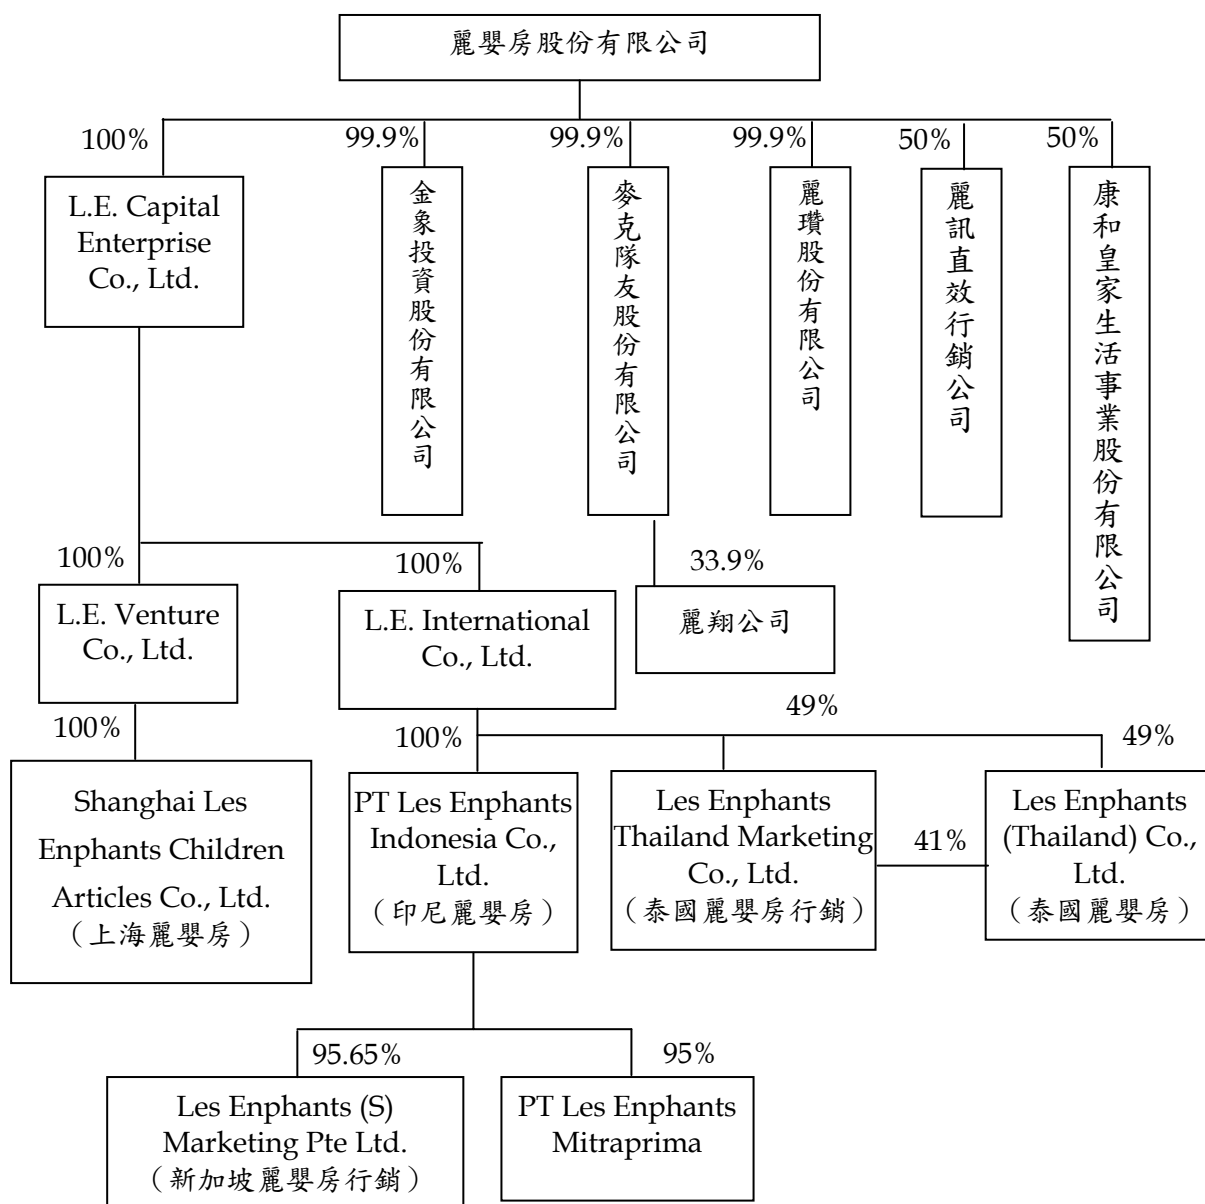 麗嬰房股份有限公司
100%
99.9%
99.9%
99.9%
50%
50%
L.E. Capital
Enterprise
Co., Ltd.
金象投資股份有限公司
麥克隊友股份有限公司
麗瓚股份有限公司
麗訊直效行銷公司
康和皇家生活事業股份有限公司
100%
100%
33.9%
L.E. Venture
Co., Ltd.
L.E. International
Co., Ltd.
麗翔公司
100%
100%
49%
49%
Shanghai Les
Enphants Children
Articles Co., Ltd.
（上海麗嬰房）
PT Les Enphants
Indonesia Co.,
Ltd.
（印尼麗嬰房）
Les Enphants
Thailand Marketing
Co., Ltd.
（泰國麗嬰房行銷）
41%
Les Enphants
(Thailand) Co.,
Ltd.
（泰國麗嬰房）
95.65%
95%
Les Enphants (S)
Marketing Pte Ltd.
（新加坡麗嬰房行銷）
PT Les Enphants
Mitraprima